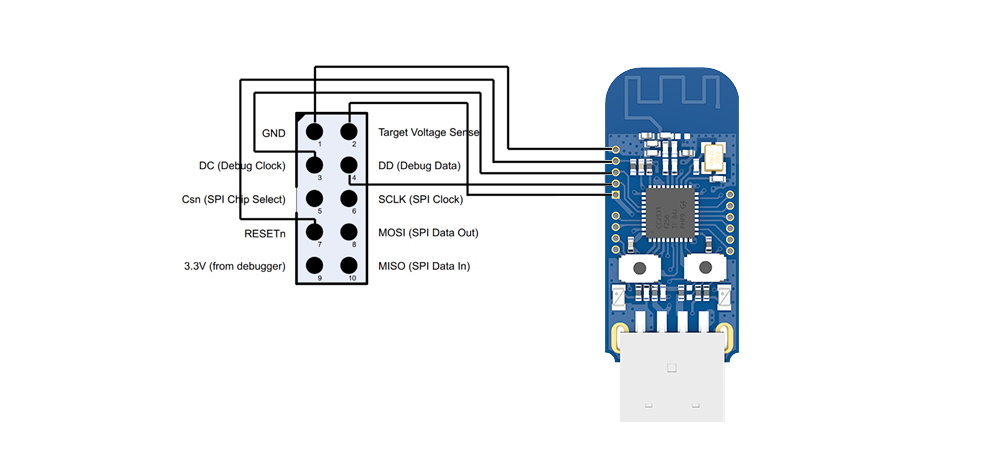 GND
1
2
Target Voltage Sense
DC (Debug Clock)
3
4
DD (Debug Data)
Csn (SPI Chip Select)
5
6
SCLK (SPI Clock)
RESETn
7
8
MOSI (SPI Data Out)
3.3V (from debugger)
9
10
MISO (SPI Data In)
CC2531
F256